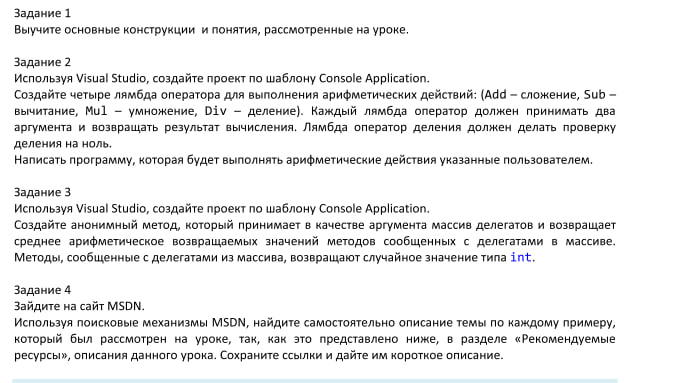 Задание 1
Выучите основные конструкции и понятия, рассмотренные на уроке.
Задание 2
Используя Visual Studio, создайте проект по шаблону Console Application.
Создайте четыре лямбда оператора для выполнения арифметических действий: (Add – сложение, Sub –
вычитание, Mul – умножение, Div – деление). Каждый лямбда оператор должен принимать два
аргумента и возвращать результат вычисления. Лямбда оператор деления должен делать проверку
деления на ноль.
Написать программу, которая будет выполнять арифметические действия указанные пользователем.
Задание 3
Используя Visual Studio, создайте проект по шаблону Console Application.
Создайте анонимный метод, который принимает в качестве аргумента массив делегатов и возвращает
среднее арифметическое возвращаемых значений методов сообщенных с делегатами в массиве.
Методы, сообщенные с делегатами из массива, возвращают случайное значение типа int.
Задание 4
Зайдите на сайт MSDN.
Используя поисковые механизмы MSDN, найдите самостоятельно описание темы по каждому примеру,
который был рассмотрен на уроке, так, как это представлено ниже, в разделе «Рекомендуемые
ресурсы», описания данного урока. Сохраните ссылки и дайте им короткое описание.